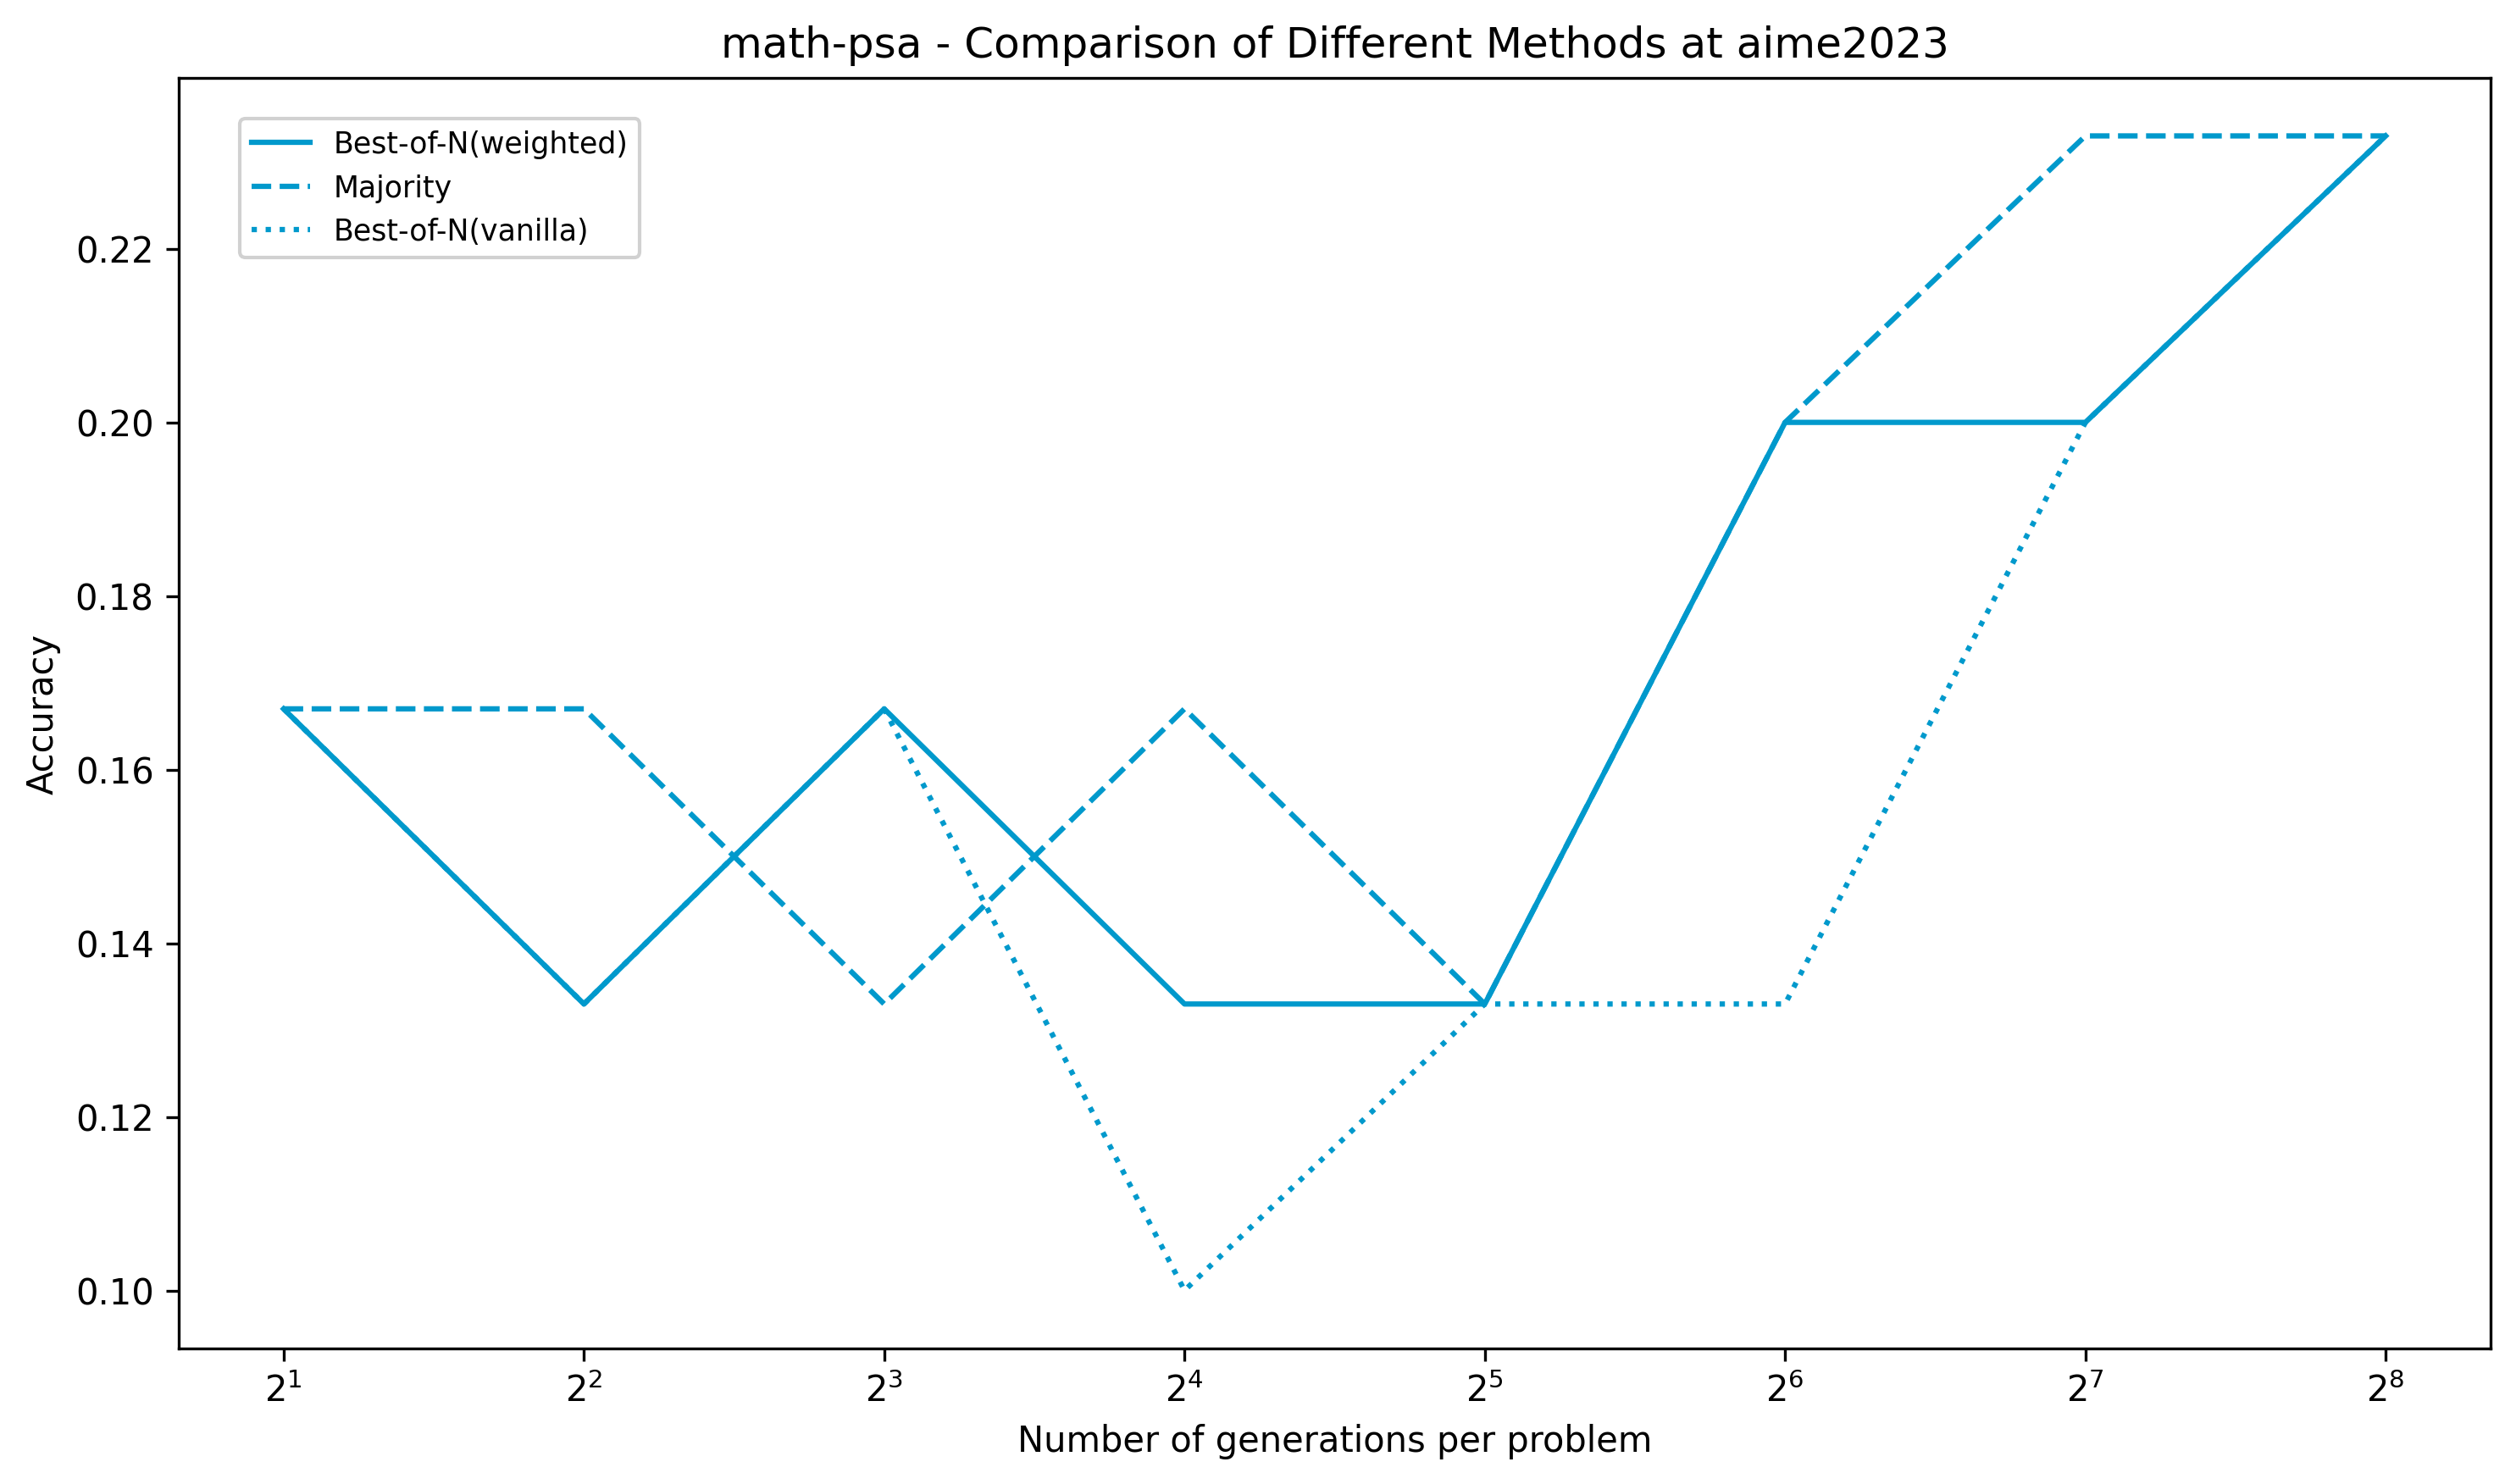 math-psa - Comparison of Different Methods at aime2023
Best-of-N(weighted)
Majority
Best-of-N(vanilla)
0.22
0.20
0.18
0.16
0.14
0.12
0.10
Accuracy
2¹ 2² 2³ 2⁴ 2⁵ 2⁶ 2⁷ 2⁸
Number of generations per problem